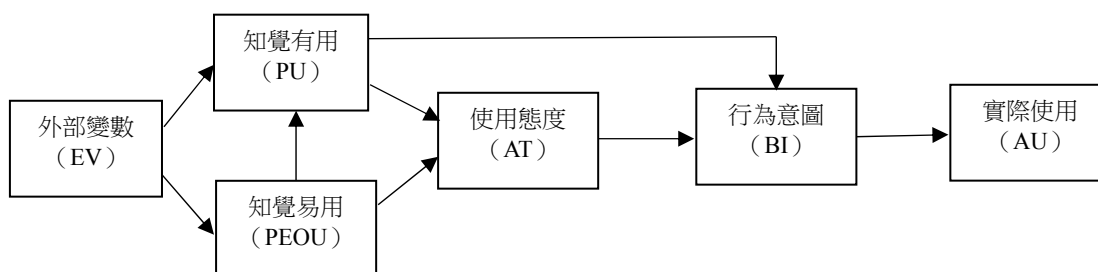 知覺有用
（PU）
外部變數
（EV）
知覺易用
（PEOU）
使用態度
（AT）
行為意圖
（BI）
實際使用
（AU）